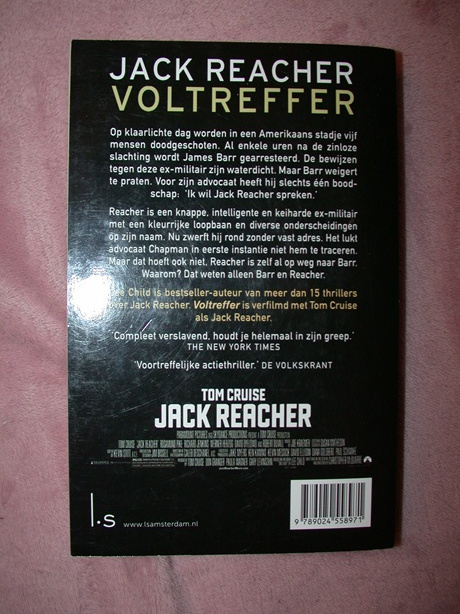 JACK REACHER
VOLTREFFER
Op klaarlichte dag worden in een Amerikaans stadje vijf
mensen doodgeschoten. Al enkele uren na de zinloze
slachting wordt James Barr gearresteerd. De bewijzen
tegen deze ex-militair zijn waterdicht. Maar Barr weigert
te praten. Voor zijn advocaat heeft hij slechts één bood-
schap: 'Ik wil Jack Reacher spreken.'
Reacher is een knappe, intelligente en keiharde ex-militair
met een kleurrijke loopbaan en diverse onderscheidingen
op zijn naam. Nu zwerft hij rond zonder vast adres. Het lukt
advocaat Chapman in eerste instantie niet hem te traceren.
Maar dat hoeft ook niet, Reacher is zelf al op weg naar Barr.
Waarom? Dat weten alleen Barr en Reacher.
Lee Child is bestseller-auteur van meer dan 15 thrillers
over Jack Reacher. Voltreffer is verfilmd met Tom Cruise
als Jack Reacher.
'Compleet verslavend, houdt je helemaal in zijn greep.'
THE NEW YORK TIMES
'Voortreffelijke actiethriller.' DE VOLKSKRANT
TOM CRUISE
JACK REACHER
l.s
www.lsamsterdam.nl
9 789024 558971